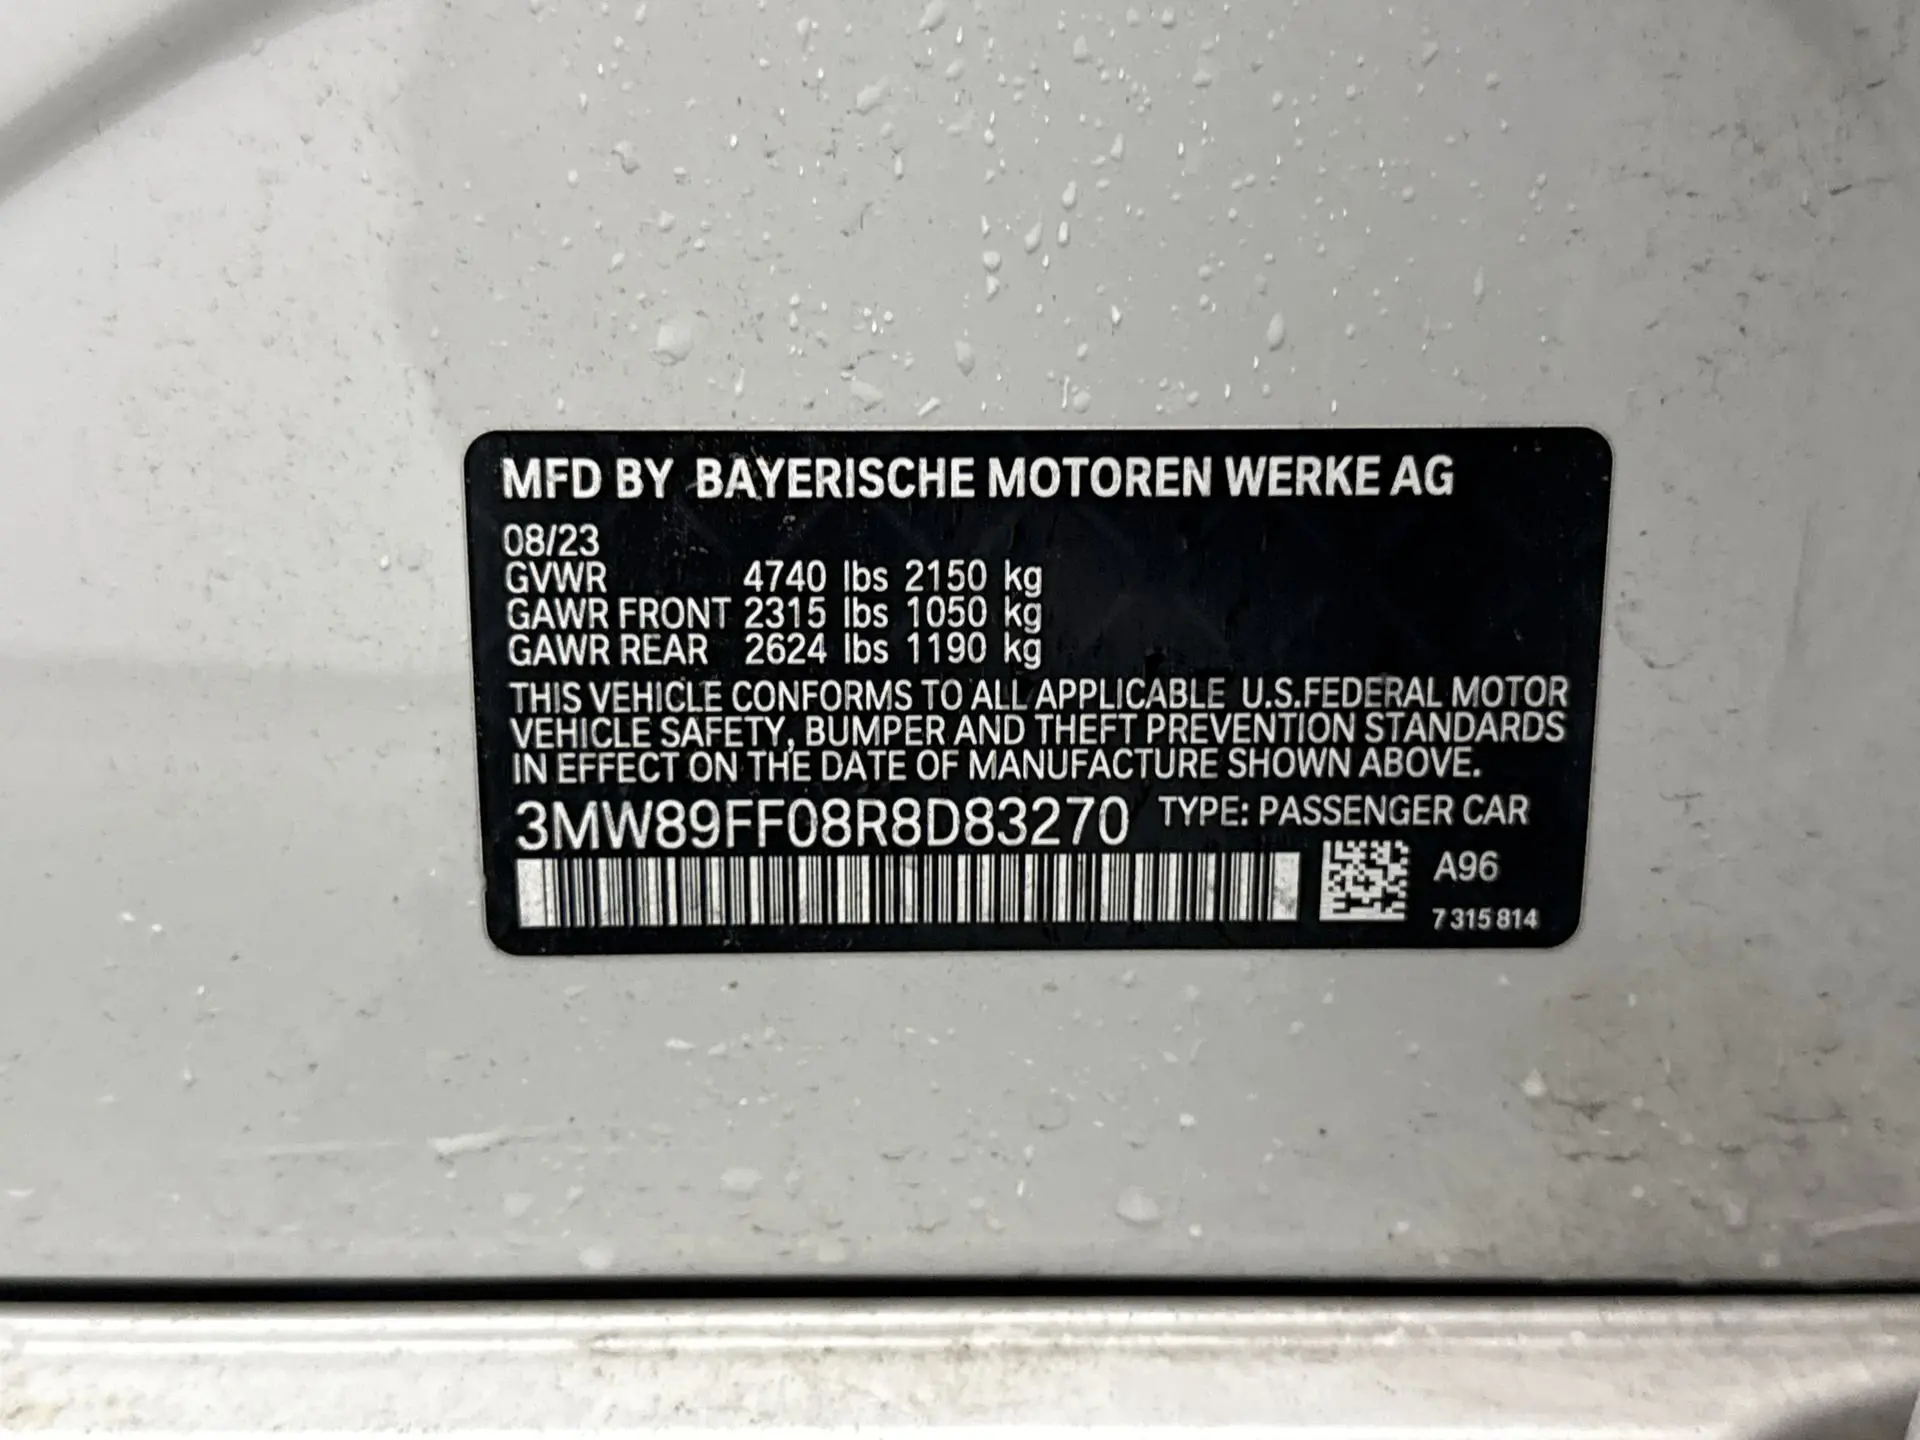 MFD BY BAYERISCHE MOTOREN WERKE AG
08/23
GVWR 4740 lbs 2150 kg
GAWR FRONT 2315 lbs 1050 kg
GAWR REAR 2624 lbs 1190 kg
THIS VEHICLE CONFORMS TO ALL APPLICABLE U.S.FEDERAL MOTOR
VEHICLE SAFETY, BUMPER AND THEFT PREVENTION STANDARDS
IN EFFECT ON THE DATE OF MANUFACTURE SHOWN ABOVE.
3MW89FF08R8D83270 TYPE: PASSENGER CAR
A96
7 315 814